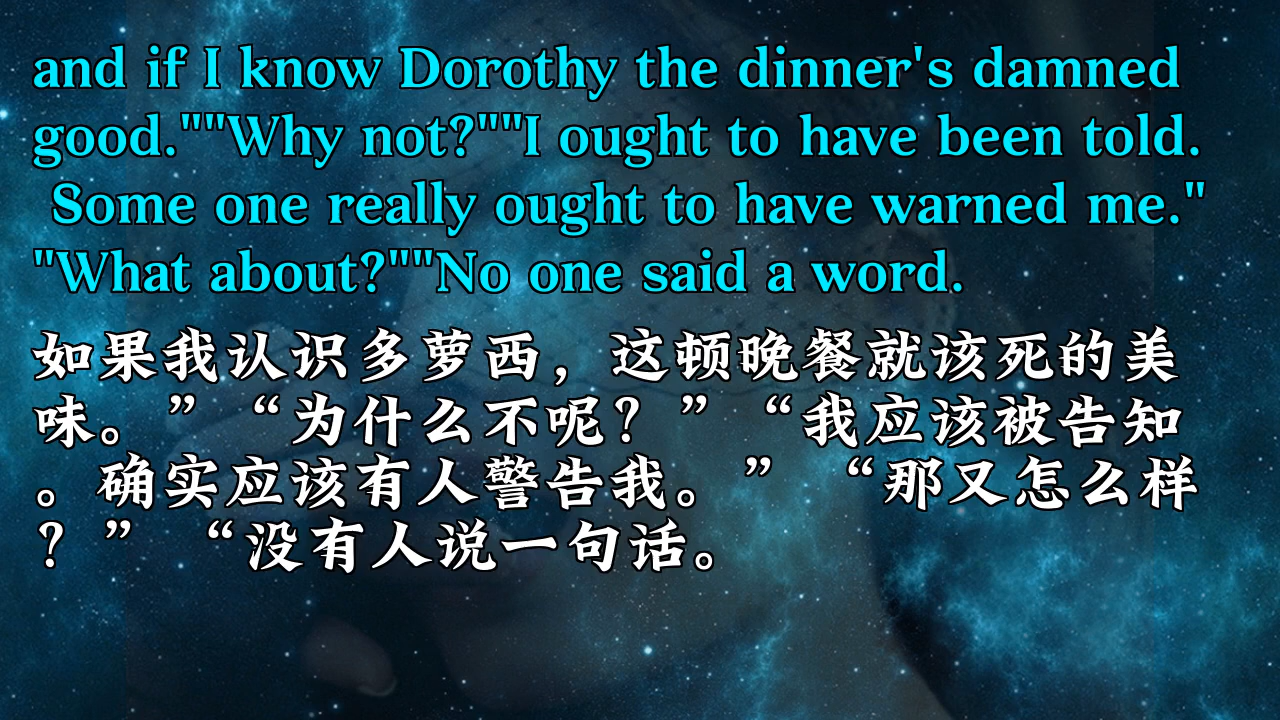 and if I know Dorothy the dinner's damned
good.""Why not?""I ought to have been told.
Some one really ought to have warned me."
"What about?""No one said a word.
如果我认识多萝西，这顿晚餐就该死的美
味。”“为什么不呢？”“我应该被告知
。确实应该有人警告我。”“那又怎么样
？”“没有人说一句话。